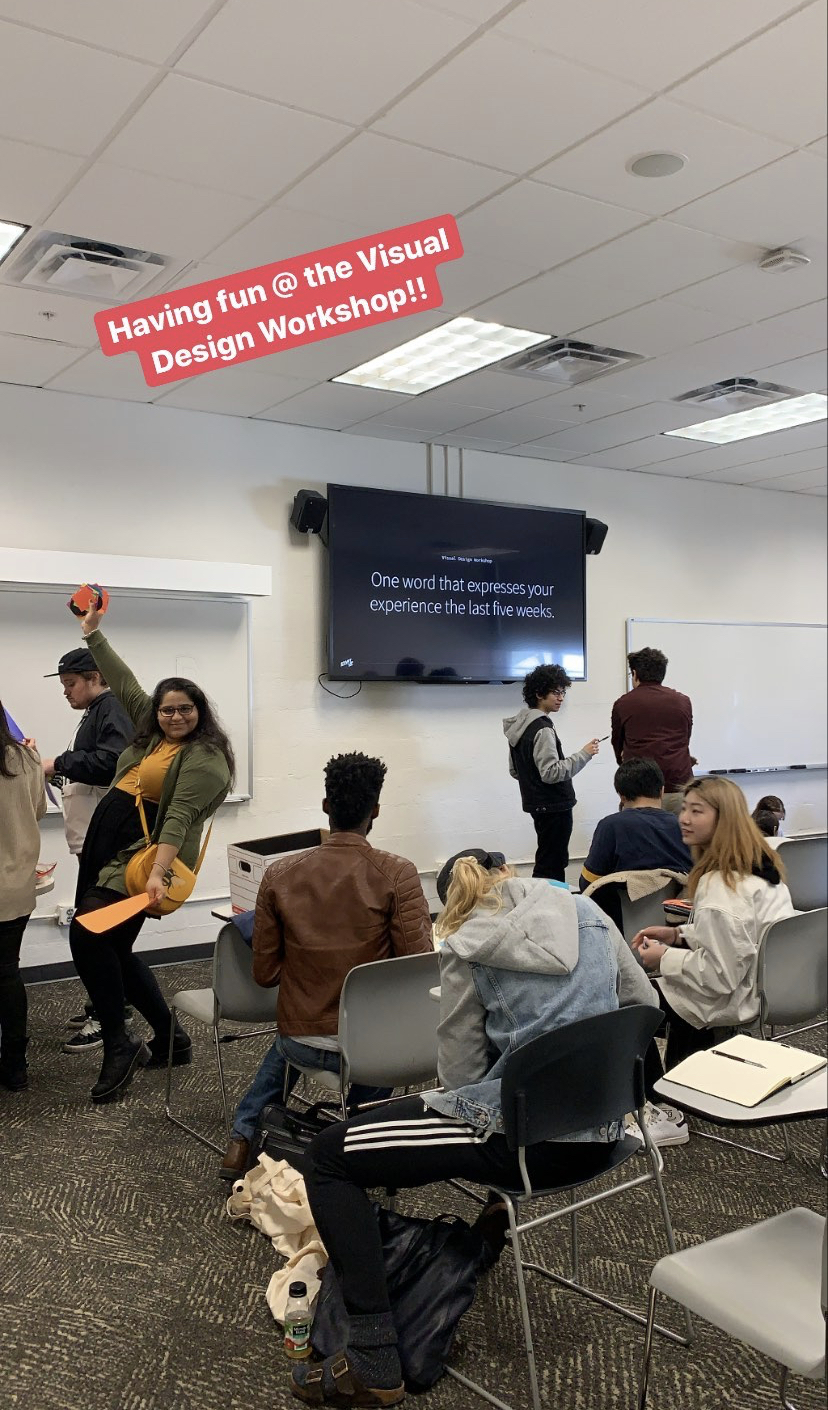 Having fun @ the Visual
Design Workshop!!
Visual Design Workshop
One word that expresses your
experience the last five weeks.